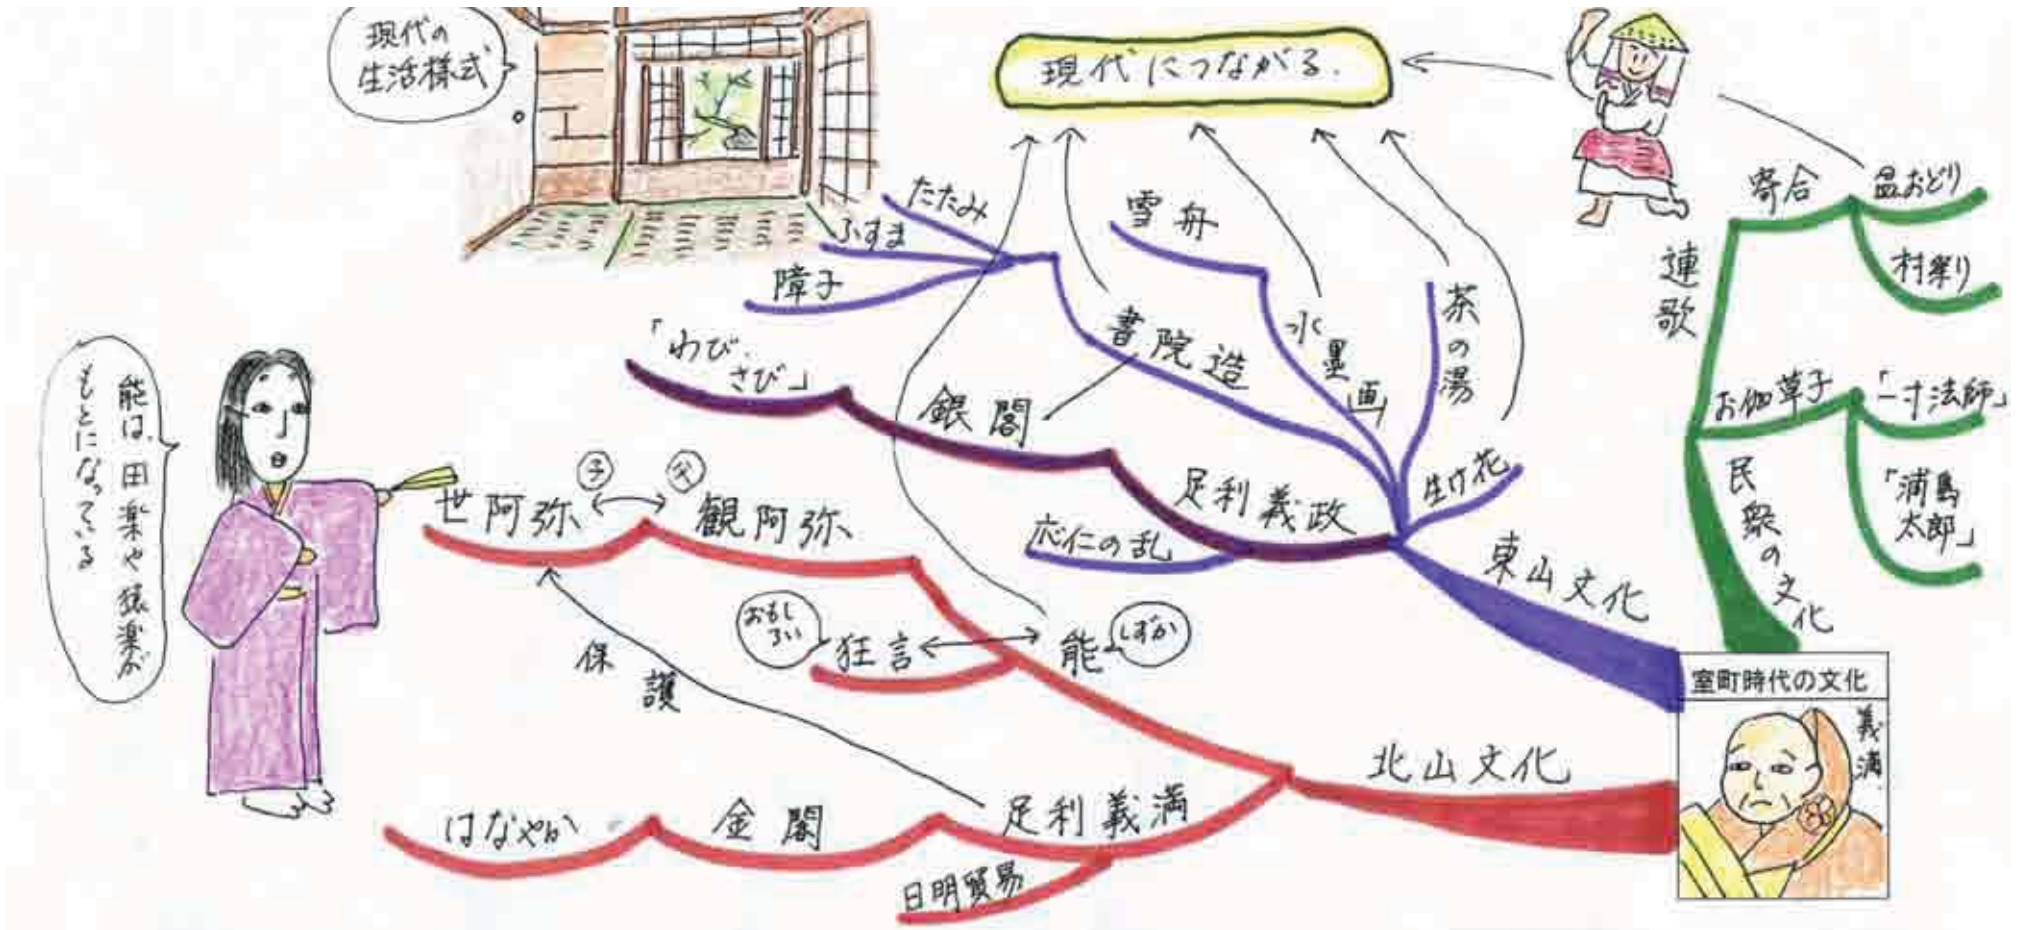 現代の
生活様式
現代につながる.
寄合
盆おどり
村祭り
連歌
お伽草子
「一寸法師」
「浦島
太郎」
民衆の文化
たたみ
ふすま
障子
書院造
雪舟
水墨画
茶の湯
生け花
「わび.
さび」
銀閣
足利義政
応仁の乱
東山文化
能は、田楽や猿楽が
もとになっている
世阿弥
子
父
観阿弥
おもし
ろい
狂言
能
しずか
保護
北山文化
足利義満
金閣
はなやか
日明貿易
室町時代の文化
義満